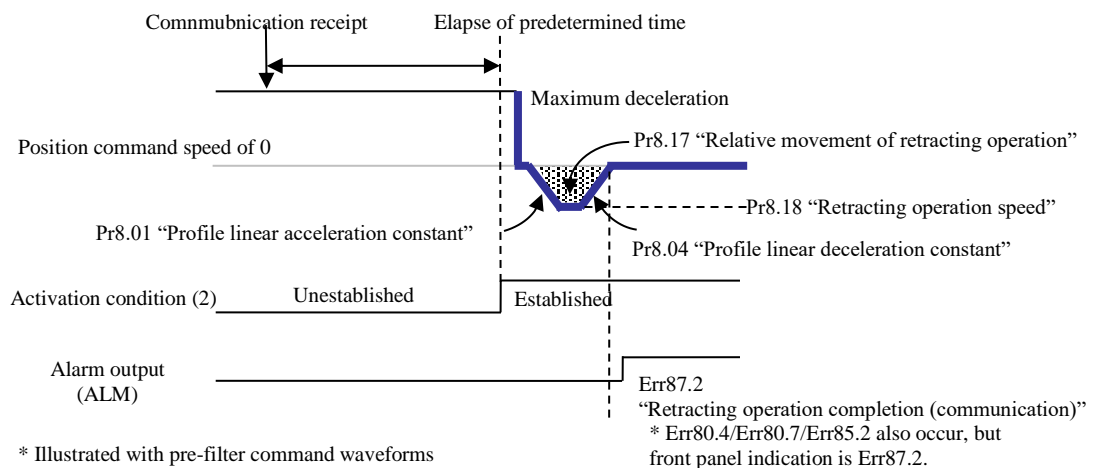 Commmubnication receipt
Elapse of predetermined time
Maximum deceleration
Pr8.17 “Relative movement of retracting operation”
Position command speed of 0
Pr8.18 “Retracting operation speed”
Pr8.01 “Profile linear acceleration constant”
Pr8.04 “Profile linear deceleration constant”
Activation condition (2)
Unestablished
Established
Alarm output
(ALM)
Err87.2
“Retracting operation completion (communication)”
* Err80.4/Err80.7/Err85.2 also occur, but
front panel indication is Err87.2.
* Illustrated with pre-filter command waveforms